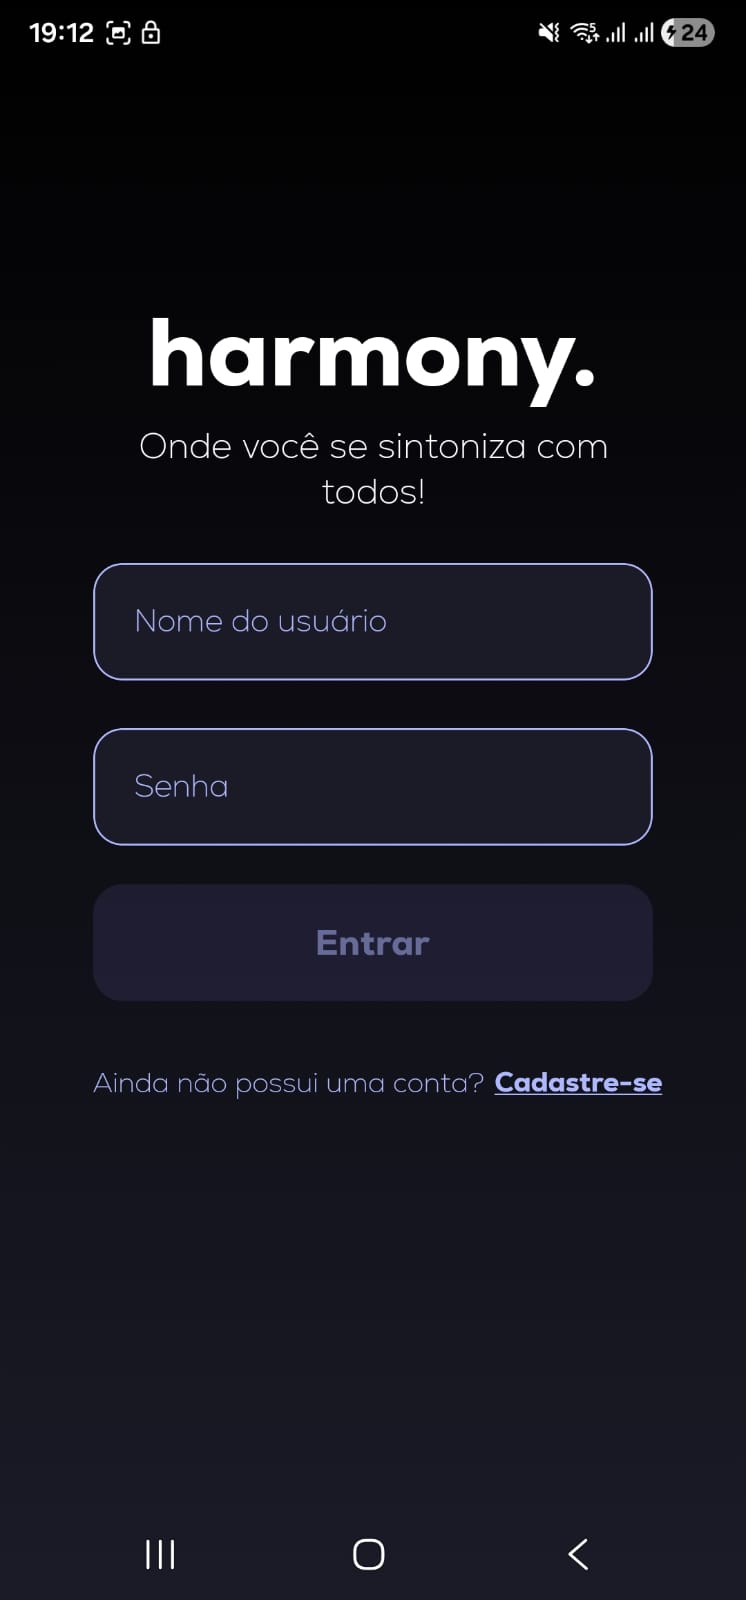 19:12
24
harmony.
Onde você se sintoniza com
todos!
Nome do usuário
Senha
Entrar
Ainda não possui uma conta? Cadastre-se